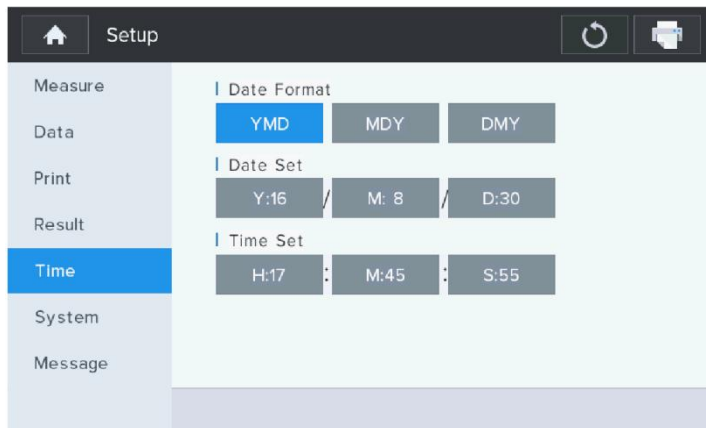 Setup
Measure
Data
Print
Result
Time
System
Message
Date Format
YMD MDY DMY
Date Set
Y:16 / M: 8 / D:30
Time Set
H:17 : M:45 : S:55